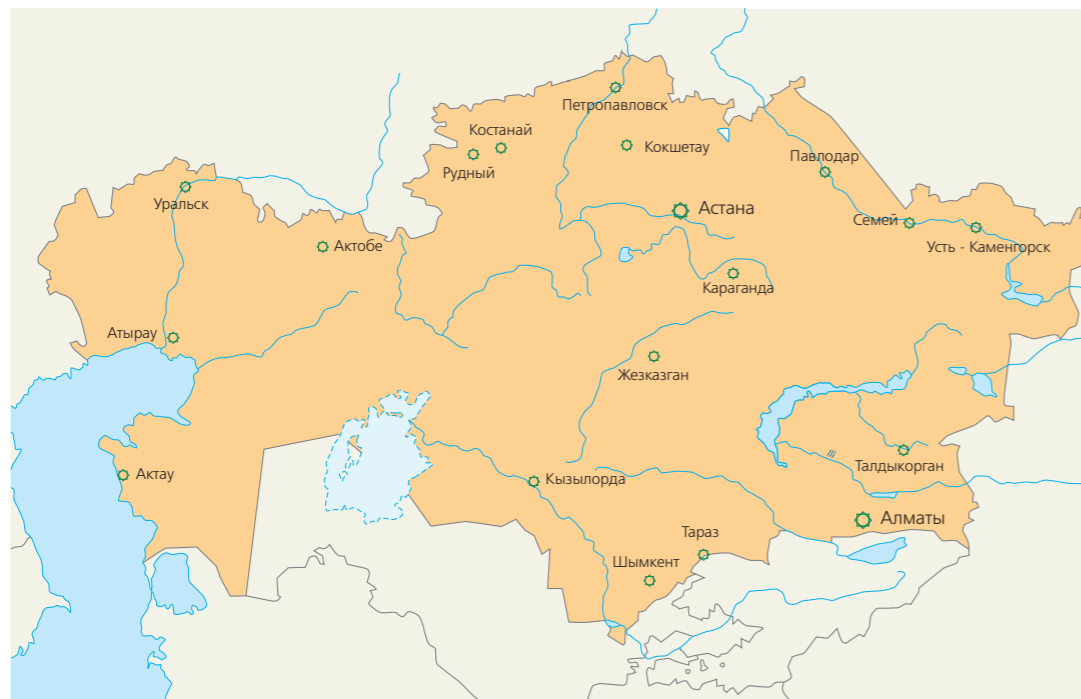 Петропавловск
Костанай
Кокшетау
Рудный
Павлодар
Уральск
Астана
Семей
Усть - Каменгорск
Актобе
Караганда
Атырау
Жезказган
Талдыкорган
Актау
Кызылорда
Алматы
Тараз
Шымкент